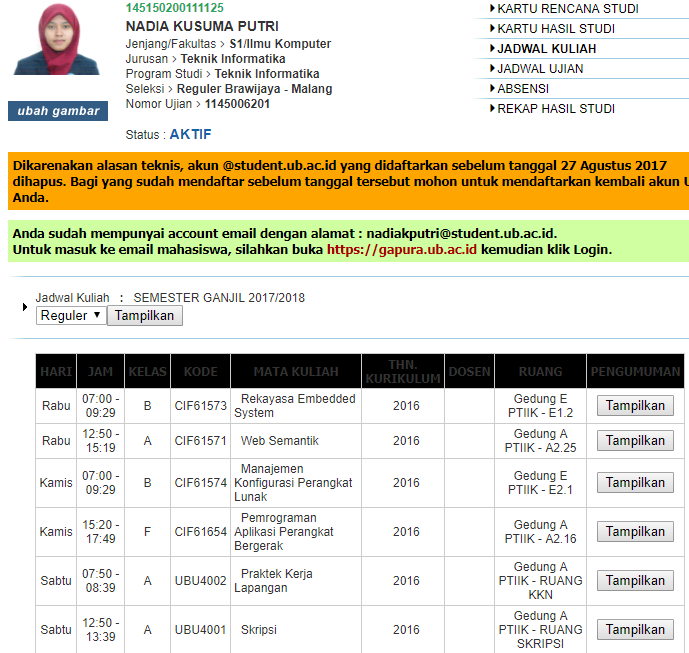 145150200111125
NADIA KUSUMA PUTRI
Jenjang/Fakultas > S1/Ilmu Komputer
Jurusan > Teknik Informatika
Program Studi > Teknik Informatika
Seleksi > Reguler Brawijaya - Malang
Nomor Ujian > 1145006201
Status : AKTIF
ubah gambar
KARTU RENCANA STUDI
KARTU HASIL STUDI
JADWAL KULIAH
JADWAL UJIAN
ABSENSI
REKAP HASIL STUDI
Dikarenakan alasan teknis, akun @student.ub.ac.id yang didaftarkan sebelum tanggal 27 Agustus 2017
dihapus. Bagi yang sudah mendaftar sebelum tanggal tersebut mohon untuk mendaftarkan kembali akun U
Anda.
Anda sudah mempunyai account email dengan alamat : nadiakputri@student.ub.ac.id.
Untuk masuk ke email mahasiswa, silahkan buka https://gapura.ub.ac.id kemudian klik Login.
Jadwal Kuliah : SEMESTER GANJIL 2017/2018
Reguler Tampilkan
HARI JAM KELAS KODE MATA KULIAH THN. KURIKULUM DOSEN RUANG PENGUMUMAN
Rabu 07:00 - 09:29 B CIF61573 Rekayasa Embedded System 2016 Gedung E PTIIK - E1.2 Tampilkan
Rabu 12:50 - 15:19 A CIF61571 Web Semantik 2016 Gedung A PTIIK - A2.25 Tampilkan
Kamis 07:00 - 09:29 B CIF61574 Manajemen Konfigurasi Perangkat Lunak 2016 Gedung E PTIIK - E2.1 Tampilkan
Kamis 15:20 - 17:49 F CIF61654 Pemrograman Aplikasi Perangkat Bergerak 2016 Gedung A PTIIK - A2.16 Tampilkan
Sabtu 07:50 - 08:39 A UBU4002 Praktek Kerja Lapangan 2016 Gedung A PTIIK - RUANG KKN Tampilkan
Sabtu 12:50 - 13:39 A UBU4001 Skripsi 2016 Gedung A PTIIK - RUANG SKRIPSI Tampilkan